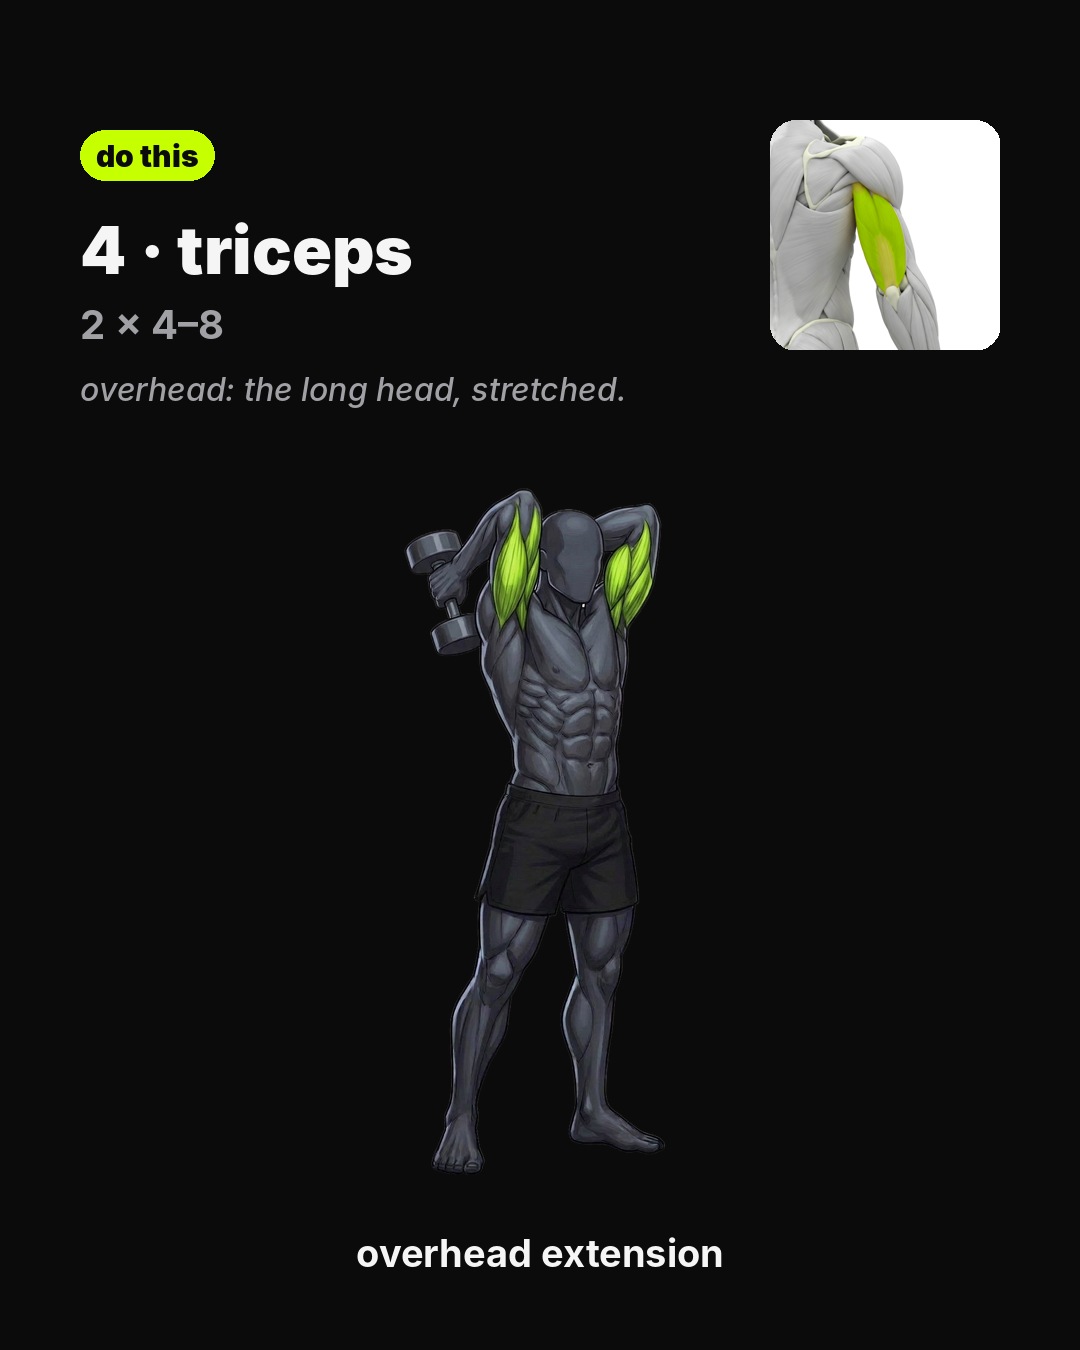 do this
4 · triceps
2 × 4–8
overhead: the long head, stretched.
overhead extension